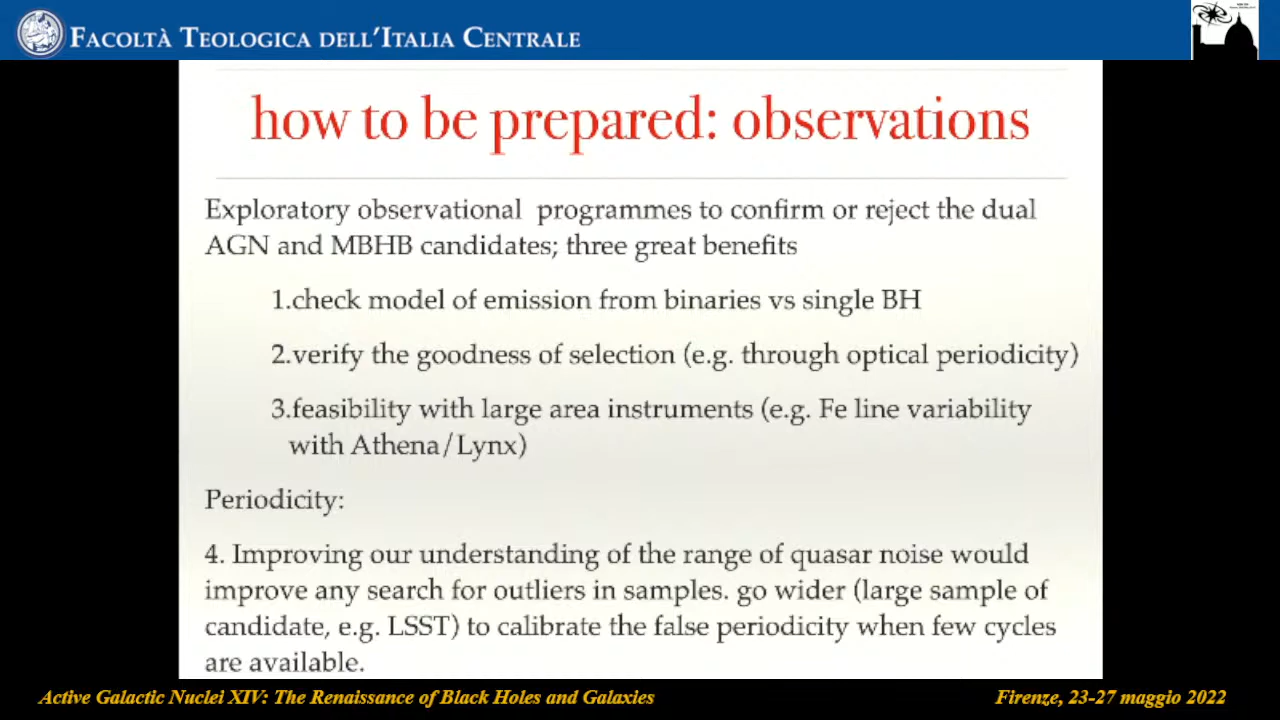 FACOLTÀ TEOLOGICA DELL'ITALIA CENTRALE
how to be prepared: observations
Exploratory observational programmes to confirm or reject the dual
AGN and MBHB candidates; three great benefits
1.check model of emission from binaries vs single BH
2.verify the goodness of selection (e.g. through optical periodicity)
3.feasibility with large area instruments (e.g. Fe line variability
with Athena/Lynx)
Periodicity:
4. Improving our understanding of the range of quasar noise would
improve any search for outliers in samples. go wider (large sample of
candidate, e.g. LSST) to calibrate the false periodicity when few cycles
are available.
Active Galactic Nuclei XIV: The Renaissance of Black Holes and Galaxies
Firenze, 23-27 maggio 2022